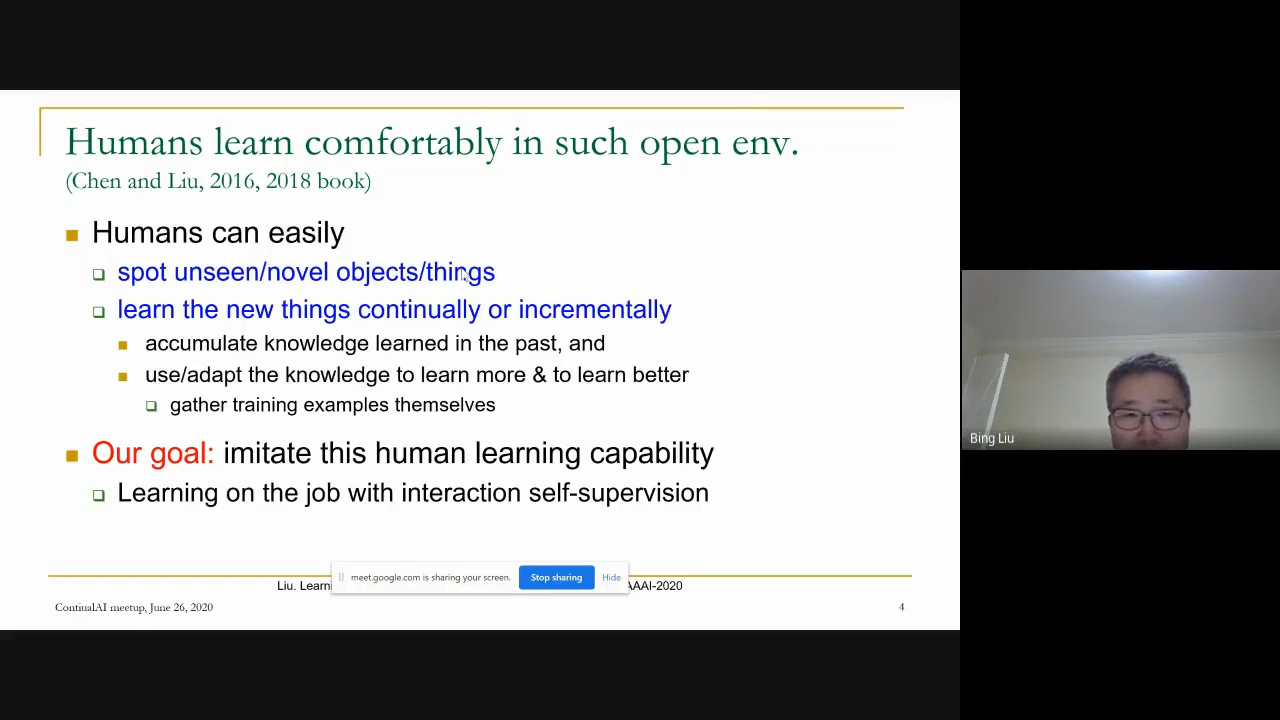 Humans learn comfortably in such open env.
(Chen and Liu, 2016, 2018 book)
Humans can easily
spot unseen/novel objects/things
learn the new things continually or incrementally
accumulate knowledge learned in the past, and
use/adapt the knowledge to learn more & to learn better
gather training examples themselves
Our goal: imitate this human learning capability
Learning on the job with interaction self-supervision
meet.google.com is sharing your screen. Stop sharing Hide
Liu. Learni AAAI-2020
ContiualAI meetup, June 26, 2020
4
Bing Liu